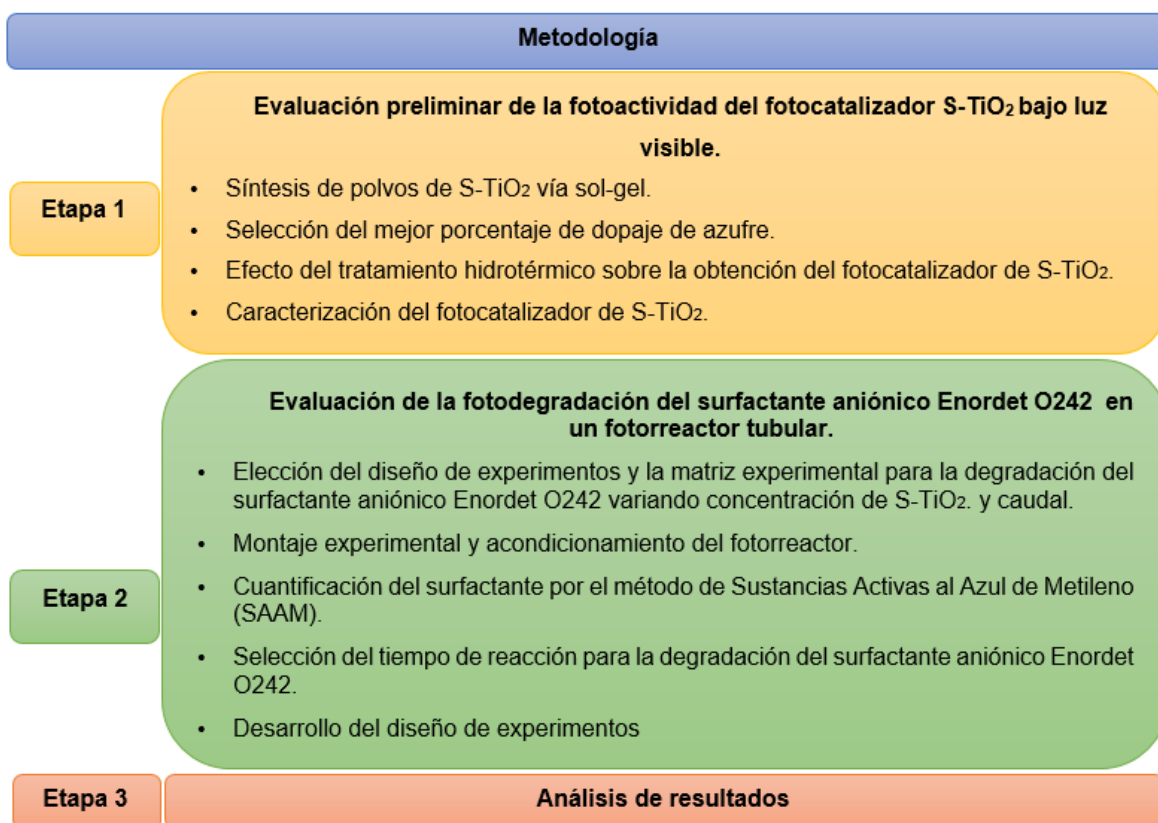 Metodología
Evaluación preliminar de la fotoactividad del fotocatalizador S-TiO₂ bajo luz
visible.
Etapa 1
• Síntesis de polvos de S-TiO₂ vía sol-gel.
• Selección del mejor porcentaje de dopaje de azufre.
• Efecto del tratamiento hidrotérmico sobre la obtención del fotocatalizador de S-TiO₂.
• Caracterización del fotocatalizador de S-TiO₂.
Evaluación de la fotodegradación del surfactante aniónico Enordet O242 en
un fotorreactor tubular.
• Elección del diseño de experimentos y la matriz experimental para la degradación del
surfactante aniónico Enordet O242 variando concentración de S-TiO₂. y caudal.
• Montaje experimental y acondicionamiento del fotorreactor.
Etapa 2
• Cuantificación del surfactante por el método de Sustancias Activas al Azul de Metileno
(SAAM).
• Selección del tiempo de reacción para la degradación del surfactante aniónico Enordet
O242.
• Desarrollo del diseño de experimentos
Etapa 3
Análisis de resultados